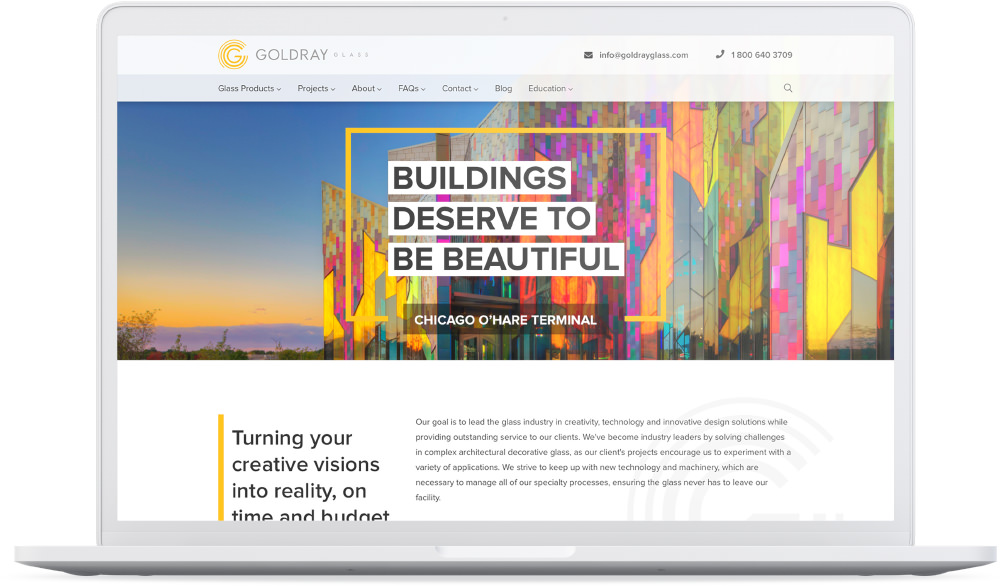 GOLDRAY GLASS
info@goldrayglass.com
1 800 640 3709
Glass Products
Projects
About
FAQs
Contact
Blog
Education
BUILDINGS
DESERVE TO
BE BEAUTIFUL
CHICAGO O'HARE TERMINAL
Turning your
creative visions
into reality, on
time and budget
Our goal is to lead the glass industry in creativity, technology and innovative design solutions while
providing outstanding service to our clients. We've become industry leaders by solving challenges
in complex architectural decorative glass, as our client's projects encourage us to experiment with a
variety of applications. We strive to keep up with new technology and machinery, which are
necessary to manage all of our specialty processes, ensuring the glass never has to leave our
facility.